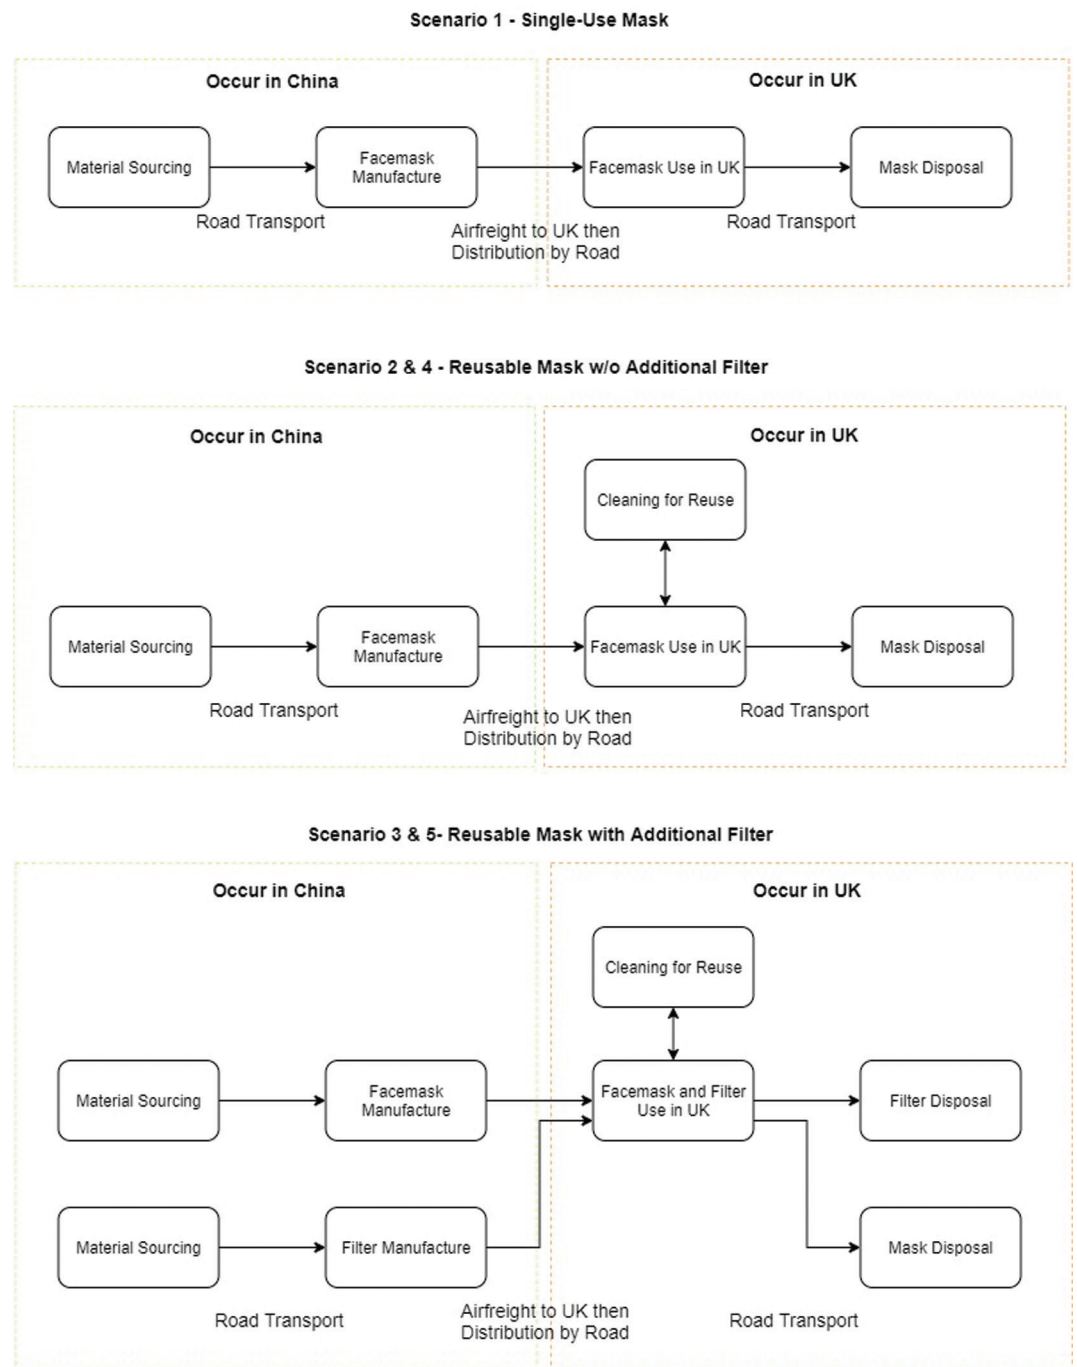 Scenario 1 - Single-Use Mask
Occur in China
Occur in UK
Material Sourcing
Facemask
Manufacture
Facemask Use in UK
Mask Disposal
Road Transport
Airfreight to UK then
Distribution by Road
Road Transport
Scenario 2 & 4 - Reusable Mask w/o Additional Filter
Occur in China
Occur in UK
Cleaning for Reuse
Material Sourcing
Facemask
Manufacture
Facemask Use in UK
Mask Disposal
Road Transport
Airfreight to UK then
Distribution by Road
Road Transport
Scenario 3 & 5- Reusable Mask with Additional Filter
Occur in China
Occur in UK
Cleaning for Reuse
Material Sourcing
Facemask
Manufacture
Facemask and Filter
Use in UK
Filter Disposal
Material Sourcing
Filter Manufacture
Mask Disposal
Road Transport
Airfreight to UK then
Distribution by Road
Road Transport